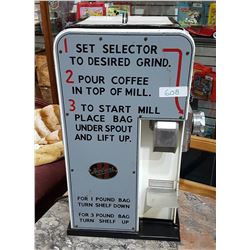 1 SET SELECTOR
TO DESIRED GRIND.
2 POUR COFFEE
IN TOP OF MILL.
608
3 TO START MILL
PLACE BAG
UNDER SPOUT
AND LIFT UP.
FOR 1 POUND BAG
TURN SHELF DOWN
FOR 3 POUND BAG
TURN SHELF UP